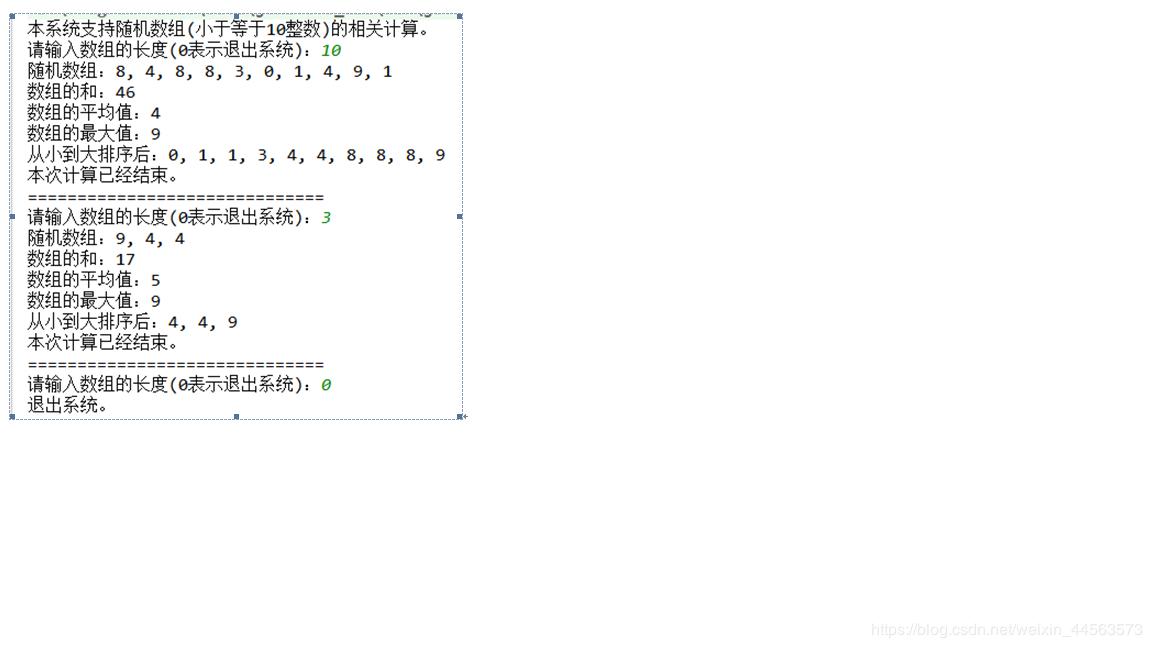 本系统支持随机数组(小于等于10整数)的相关计算。
请输入数组的长度(0表示退出系统)：10
随机数组：8, 4, 8, 8, 3, 0, 1, 4, 9, 1
数组的和：46
数组的平均值：4
数组的最大值：9
从小到大排序后：0, 1, 1, 3, 4, 4, 8, 8, 8, 9
本次计算已经结束。
==============================
请输入数组的长度(0表示退出系统)：3
随机数组：9, 4, 4
数组的和：17
数组的平均值：5
数组的最大值：9
从小到大排序后：4, 4, 9
本次计算已经结束。
==============================
请输入数组的长度(0表示退出系统)：0
退出系统。
https://blog.csdn.net/weixin_44563573